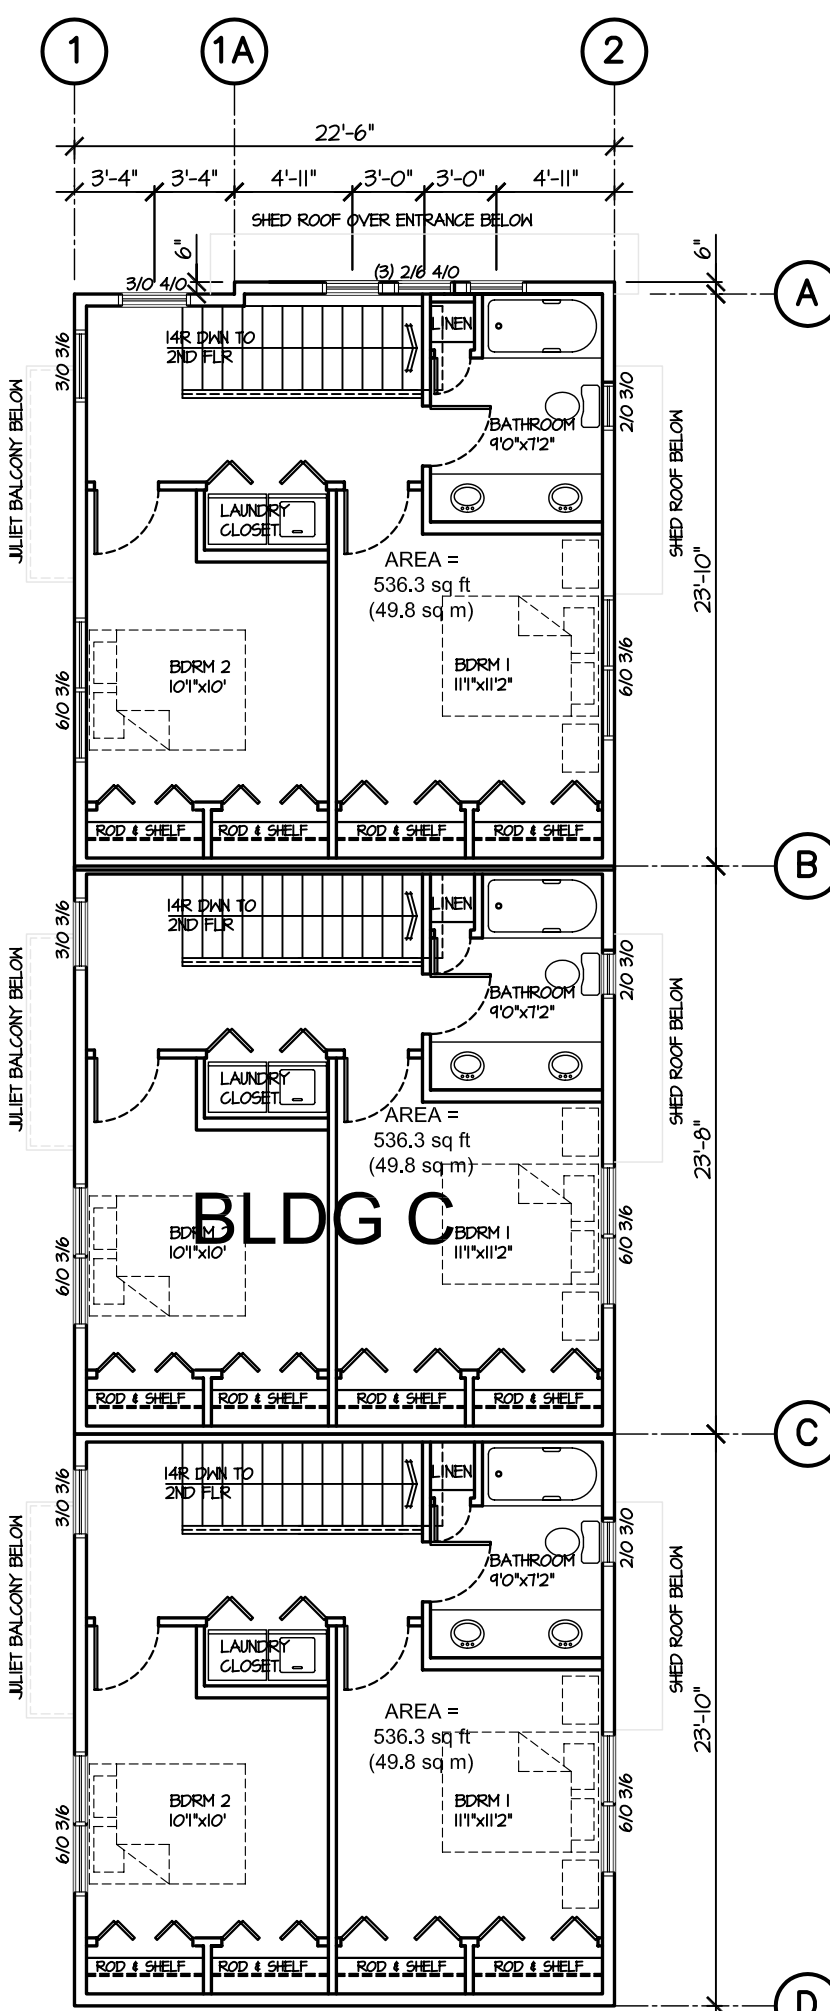 1
1A
2
22'-6"
3'-4"
3'-4"
4'-11"
3'-0"
3'-0"
4'-11"
SHED ROOF OVER ENTRANCE BELOW
6"
6"
3/0 4/0
(3) 2/6 4/0
A
3/0 3/6
14R DWN TO
2ND FLR
LINEN
JULIET BALCONY BELOW
BATHROOM
9'0"x7'2"
2/0 3/0
SHED ROOF BELOW
LAUNDRY
CLOSET
AREA =
536.3 sq ft
(49.8 sq m)
23'-10"
BDRM 2
10'1"x10'
BDRM 1
11'1"x11'2"
6/0 3/6
6/0 3/6
ROD & SHELF
ROD & SHELF
ROD & SHELF
ROD & SHELF
B
3/0 3/6
14R DWN TO
2ND FLR
LINEN
JULIET BALCONY BELOW
BATHROOM
9'0"x7'2"
2/0 3/0
SHED ROOF BELOW
LAUNDRY
CLOSET
AREA =
536.3 sq ft
(49.8 sq m)
23'-8"
BLDG C
BDRM 2
10'1"x10'
BDRM 1
11'1"x11'2"
6/0 3/6
6/0 3/6
ROD & SHELF
ROD & SHELF
ROD & SHELF
ROD & SHELF
C
3/0 3/6
14R DWN TO
2ND FLR
LINEN
JULIET BALCONY BELOW
BATHROOM
9'0"x7'2"
2/0 3/0
SHED ROOF BELOW
LAUNDRY
CLOSET
AREA =
536.3 sq ft
(49.8 sq m)
23'-10"
BDRM 2
10'1"x10'
BDRM 1
11'1"x11'2"
6/0 3/6
6/0 3/6
ROD & SHELF
ROD & SHELF
ROD & SHELF
ROD & SHELF
D